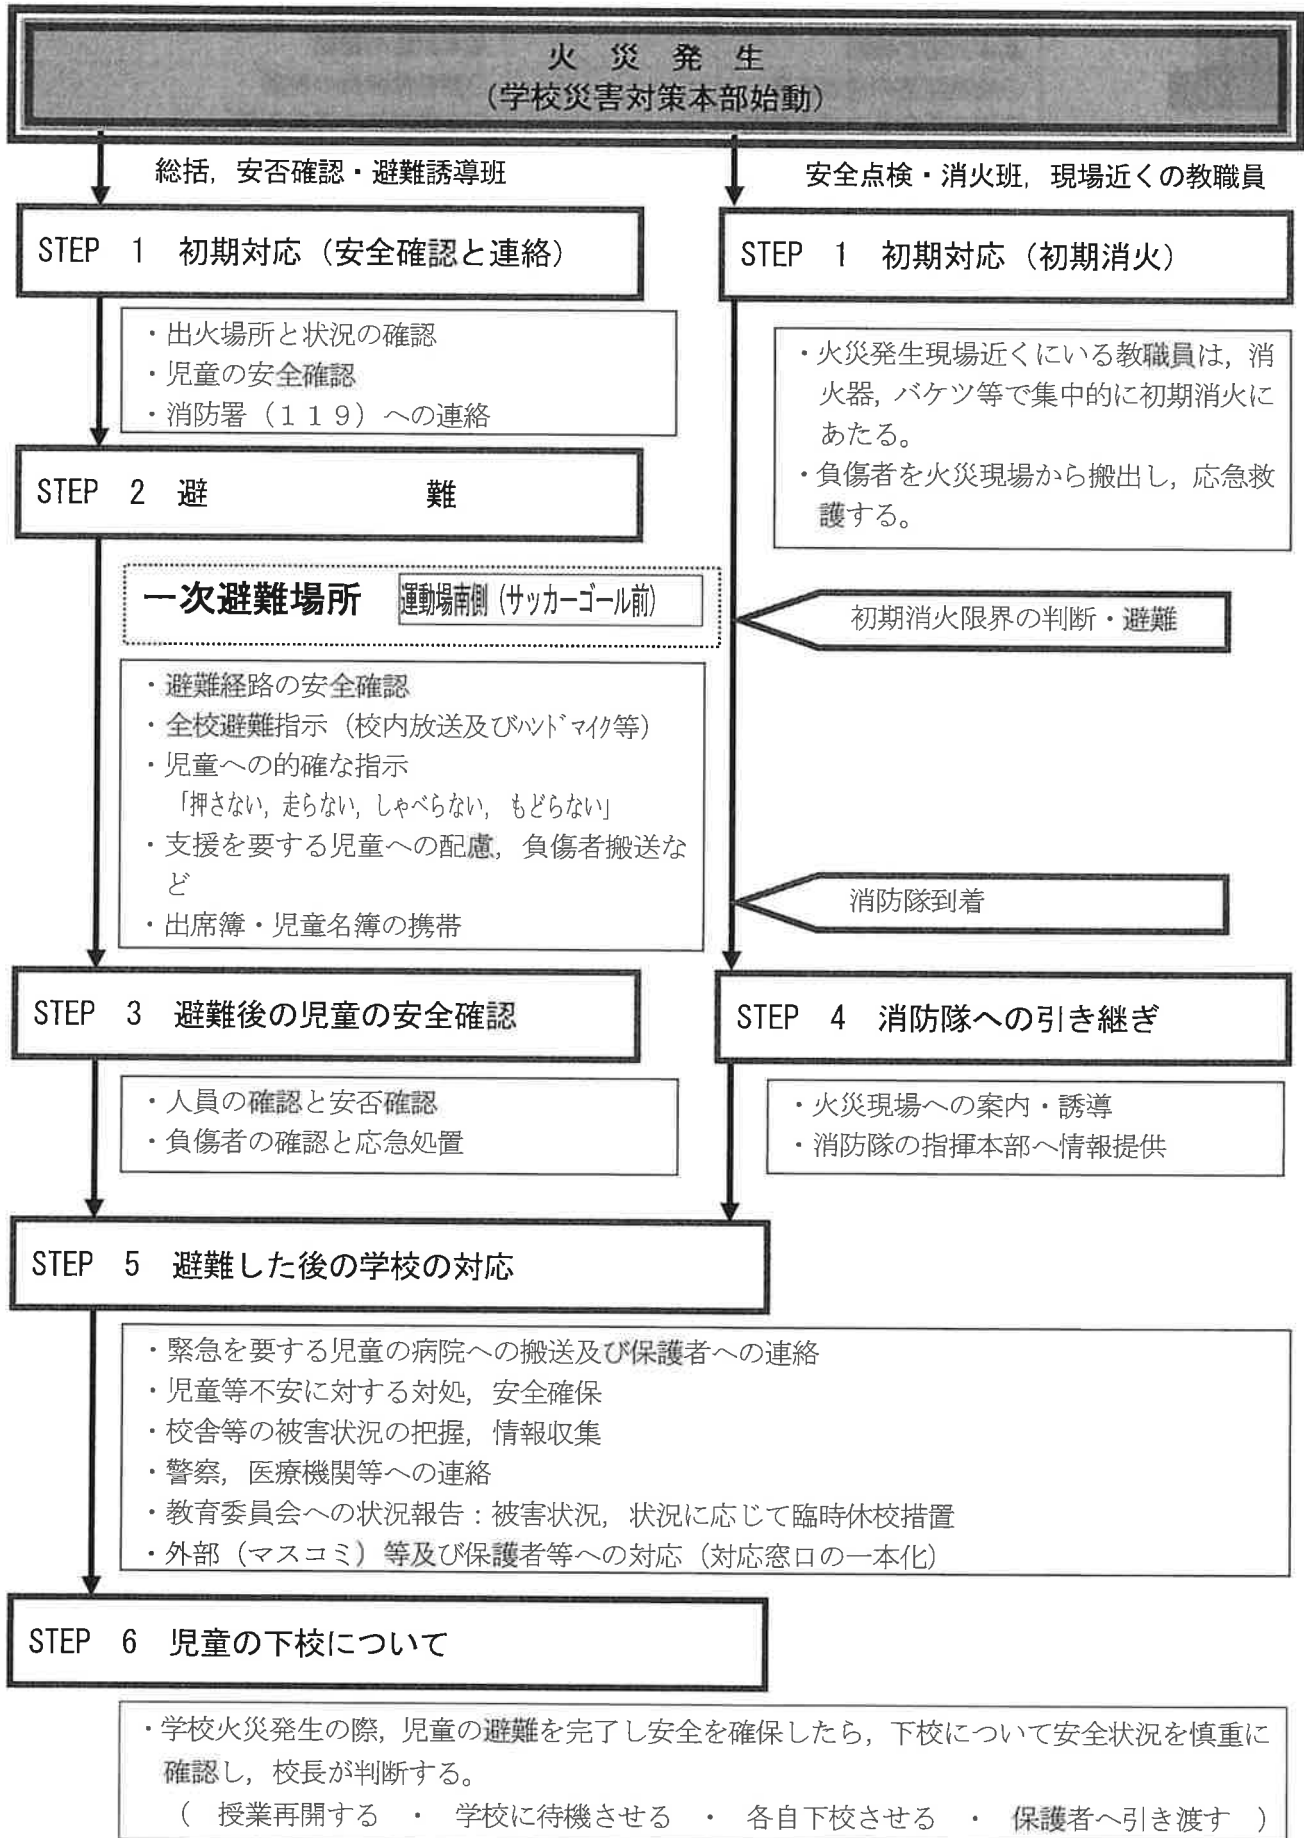 火　災　発　生
（学校災害対策本部始動）
総括，安否確認・避難誘導班
安全点検・消火班，現場近くの教職員
STEP　1　初期対応（安全確認と連絡）
・出火場所と状況の確認
・児童の安全確認
・消防署（１１９）への連絡
STEP　1　初期対応（初期消火）
・火災発生現場近くにいる教職員は，消
火器，バケツ等で集中的に初期消火に
あたる。
・負傷者を火災現場から搬出し，応急救
護する。
STEP　2　避　　　　　　難
一次避難場所　運動場南側（サッカーゴール前）
初期消火限界の判断・避難
・避難経路の安全確認
・全校避難指示（校内放送及びﾊﾝﾄﾞﾏｲｸ等）
・児童への的確な指示
「押さない，走らない，しゃべらない，もどらない」
・支援を要する児童への配慮，負傷者搬送な
ど
・出席簿・児童名簿の携帯
消防隊到着
STEP　3　避難後の児童の安全確認
・人員の確認と安否確認
・負傷者の確認と応急処置
STEP　4　消防隊への引き継ぎ
・火災現場への案内・誘導
・消防隊の指揮本部へ情報提供
STEP　5　避難した後の学校の対応
・緊急を要する児童の病院への搬送及び保護者への連絡
・児童等不安に対する対処，安全確保
・校舎等の被害状況の把握，情報収集
・警察，医療機関等への連絡
・教育委員会への状況報告：被害状況，状況に応じて臨時休校措置
・外部（マスコミ）等及び保護者等への対応（対応窓口の一本化）
STEP　6　児童の下校について
・学校火災発生の際，児童の避難を完了し安全を確保したら，下校について安全状況を慎重に
確認し，校長が判断する。
（　授業再開する　・　学校に待機させる　・　各自下校させる　・　保護者へ引き渡す　）